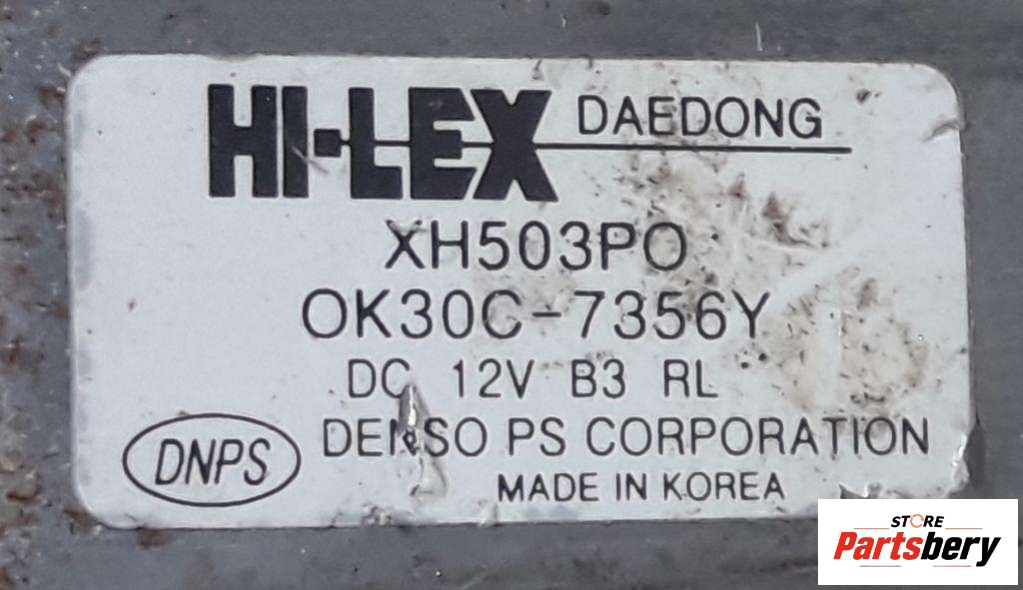 HI-LEX DAEDONG
XH503PO
OK30C-7356Y
DC 12V B3 RL
DNPS DENSO PS CORPORATION
MADE IN KOREA
STORE
Partsbery